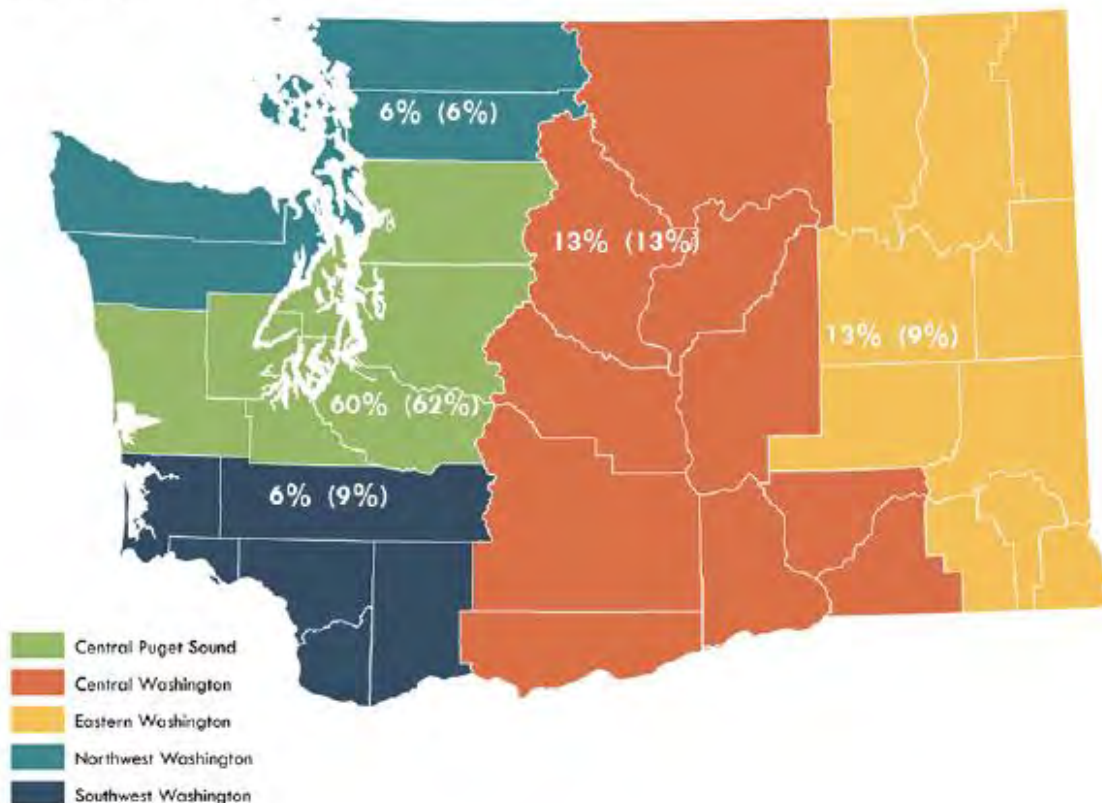 6% (6%)
13% (13%)
13% (9%)
60% (62%)
6% (9%)
Central Puget Sound
Central Washington
Eastern Washington
Northwest Washington
Southwest Washington